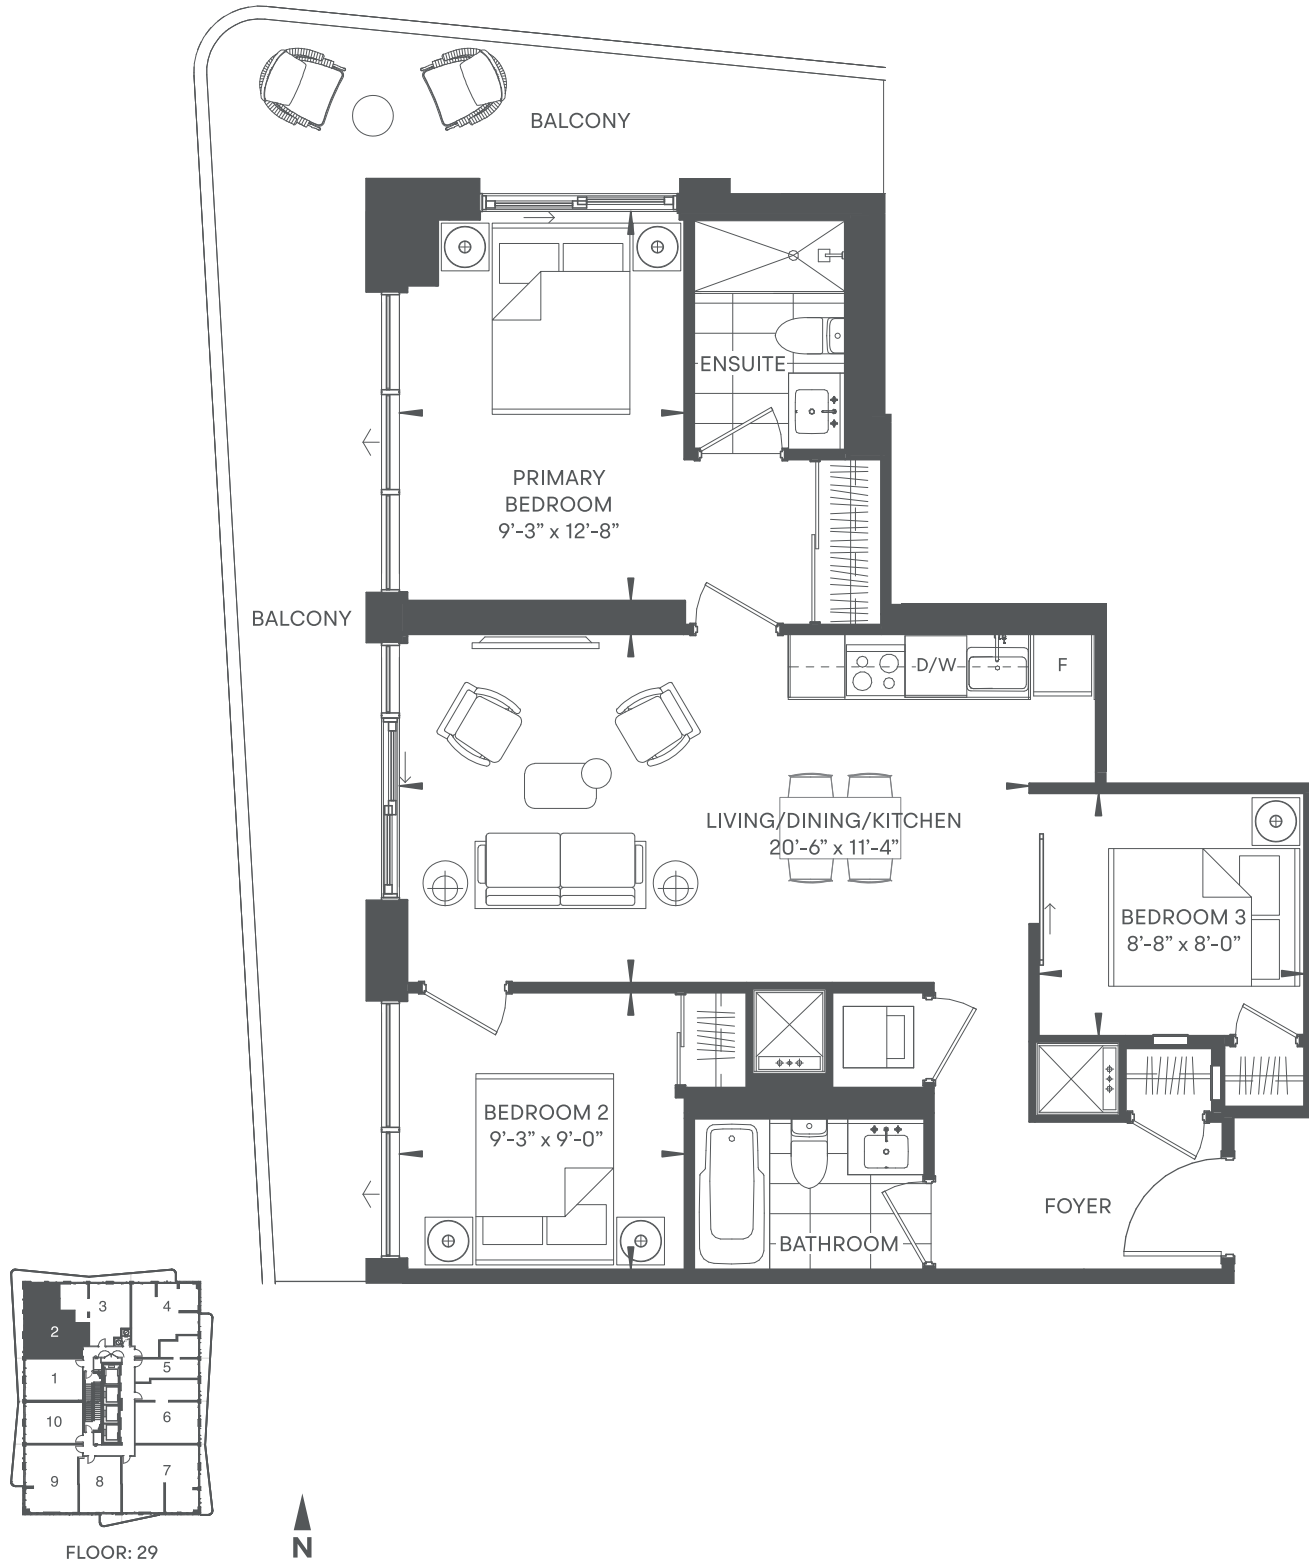 BALCONY
ENSUITE
PRIMARY
BEDROOM
9’-3” x 12’-8”
BALCONY
D/W
F
LIVING/DINING/KITCHEN
20’-6” x 11’-4”
BEDROOM 3
8’-8” x 8’-0”
BEDROOM 2
9’-3” x 9’-0”
FOYER
BATHROOM
3
4
2
5
1
6
10
7
9
8
N
FLOOR: 29